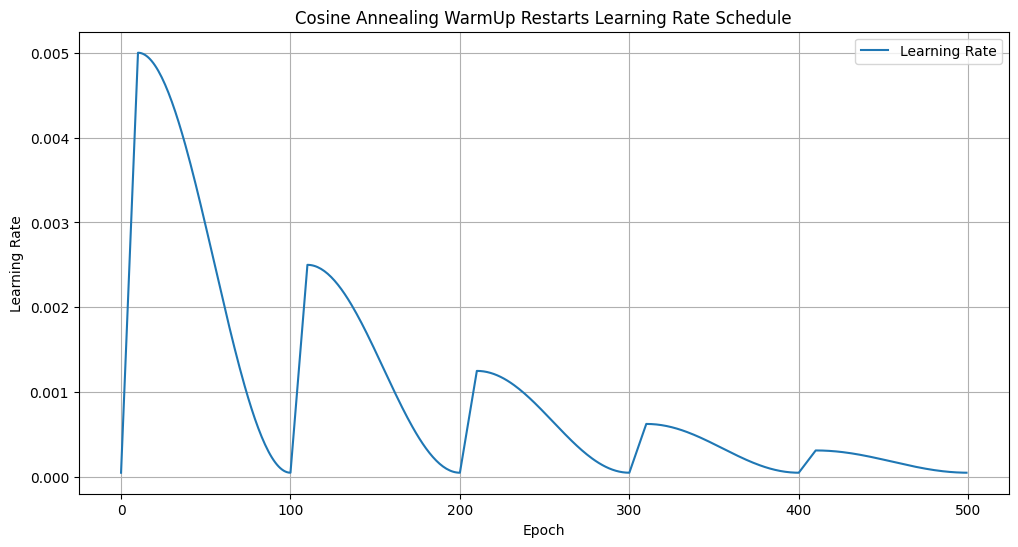 Cosine Annealing WarmUp Restarts Learning Rate Schedule
Learning Rate
0.005
0.004
0.003
0.002
0.001
0.000
Learning Rate
0 100 200 300 400 500
Epoch